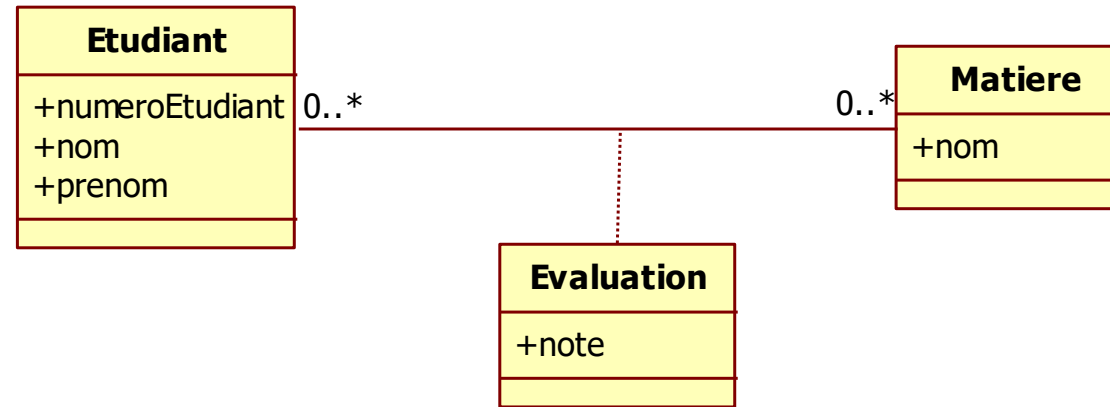 Etudiant
+numeroEtudiant
+nom
+prenom
0..*
0..*
Matiere
+nom
Evaluation
+note